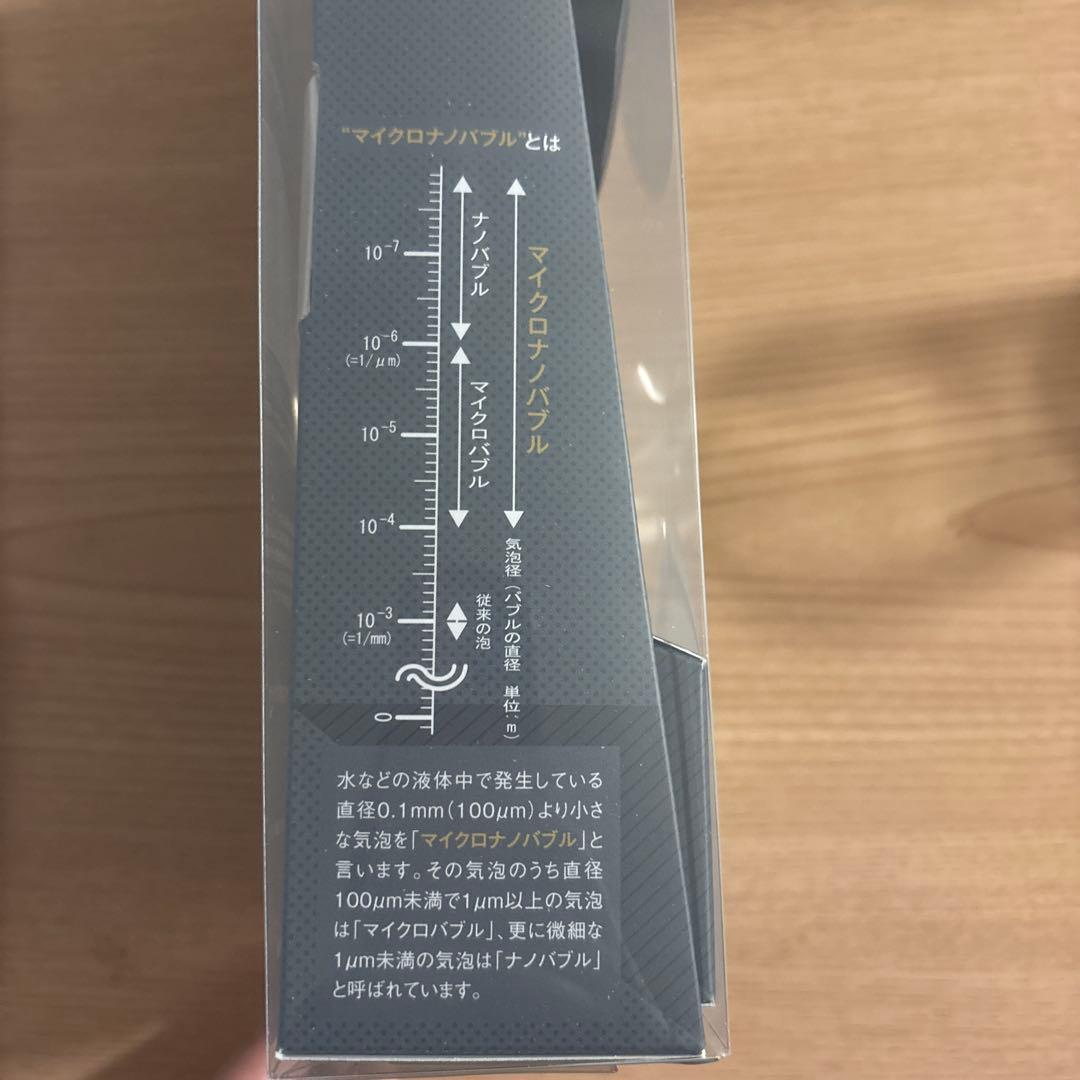 “マイクロナノバブル”とは
ナノバブル
マイクロナノバブル
10⁻⁷
10⁻⁶
(=1/μm)
マイクロバブル
10⁻⁵
10⁻⁴
気泡径(バブルの直径 単位:m)
従来の泡
10⁻³
(=1/mm)
0
水などの液体中で発生している
直径0.1mm(100μm)より小さ
な気泡を「マイクロナノバブル」と
言います。その気泡のうち直径
100μm未満で1μm以上の気泡
は「マイクロバブル」、更に微細な
1μm未満の気泡は「ナノバブル」
と呼ばれています。